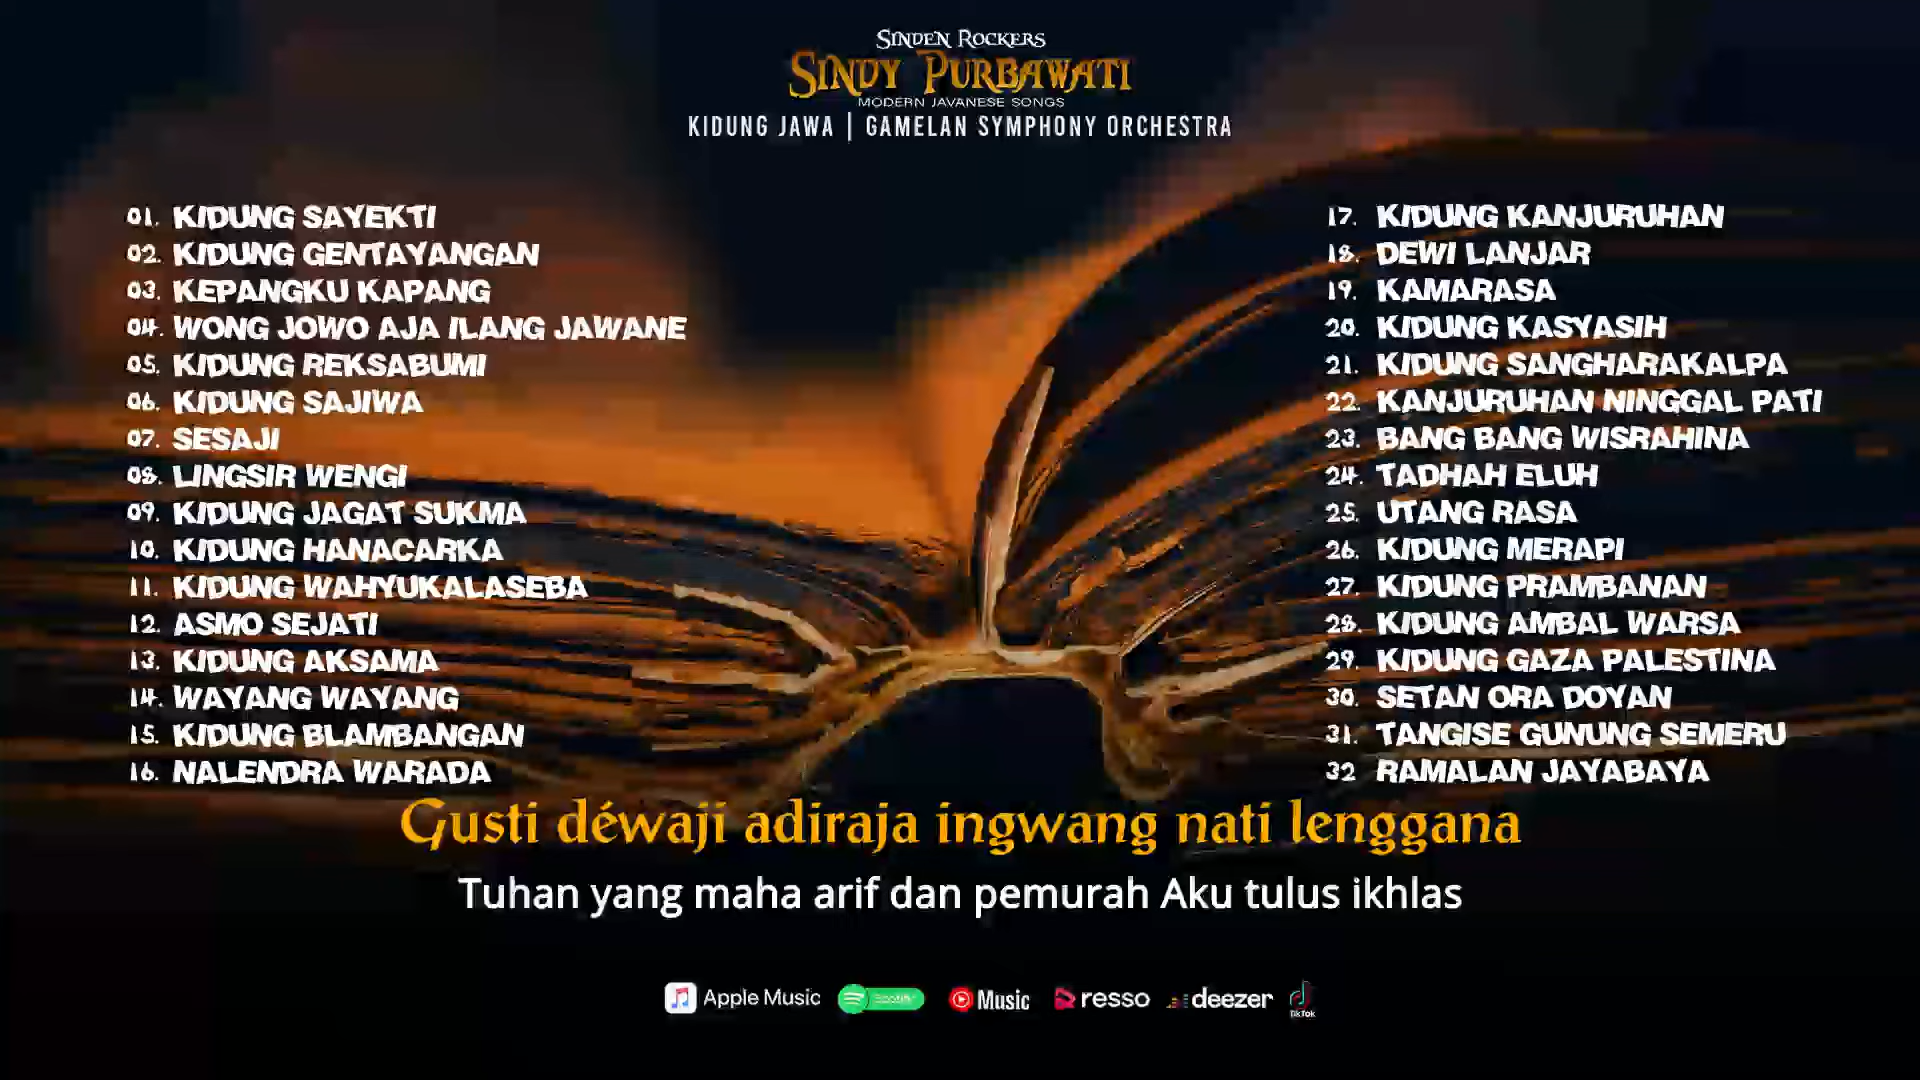 SINDEN ROCKERS
SINDY PURBAWATI
MODERN JAVANESE SONGS
KIDUNG JAWA | GAMELAN SYMPHONY ORCHESTRA
01. KIDUNG SAYEKTI
02. KIDUNG GENTAYANGAN
03. KEPANGKU KAPANG
04. WONG JOWO AJA ILANG JAWANE
05. KIDUNG REKSABUMI
06. KIDUNG SAJIWA
07. SESAJI
08. LINGSIR WENGI
09. KIDUNG JAGAT SUKMA
10. KIDUNG HANACARKA
11. KIDUNG WAHYUKALASEBA
12. ASMO SEJATI
13. KIDUNG AKSAMA
14. WAYANG WAYANG
15. KIDUNG BLAMBANGAN
16. NALENDRA WARADA
17. KIDUNG KANJURUHAN
18. DEWI LANJAR
19. KAMARASA
20. KIDUNG KASYASIH
21. KIDUNG SANGHARAKALPA
22. KANJURUHAN NINGGAL PATI
23. BANG BANG WISRAHINA
24. TADHAH ELUH
25. UTANG RASA
26. KIDUNG MERAPI
27. KIDUNG PRAMBANAN
28. KIDUNG AMBAL WARSA
29. KIDUNG GAZA PALESTINA
30. SETAN ORA DOYAN
31. TANGISE GUNUNG SEMERU
32 RAMALAN JAYABAYA
Gusti déwaji adiraja ingwang nati lenggana
Tuhan yang maha arif dan pemurah Aku tulus ikhlas
Apple Music Spotify Music resso deezer TikTok